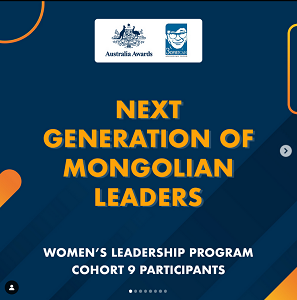 Australia Awards
NEXT
GENERATION OF
MONGOLIAN
LEADERS
WOMEN'S LEADERSHIP PROGRAM
COHORT 9 PARTICIPANTS